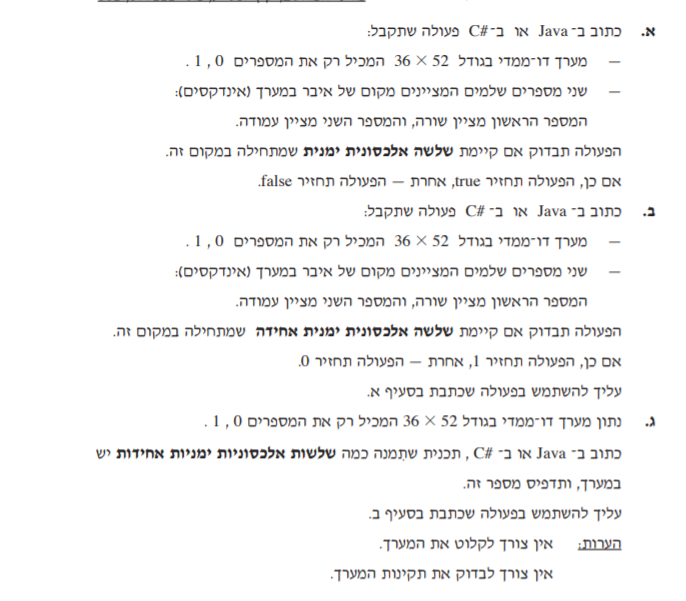 א. כתוב ב־ Java או ב־ C#‎ פעולה שתקבל:
— מערך דו־ממדי בגודל 36 × 52 המכיל רק את המספרים 0 , 1 .
— שני מספרים שלמים המציינים מקום של איבר במערך (אינדקסים):
המספר הראשון מציין שורה, והמספר השני מציין עמודה.
הפעולה תבדוק אם קיימת שלשה אלכסונית ימנית שמתחילה במקום זה.
אם כן, הפעולה תחזיר true, אחרת — הפעולה תחזיר false.
ב. כתוב ב־ Java או ב־ C#‎ פעולה שתקבל:
— מערך דו־ממדי בגודל 36 × 52 המכיל רק את המספרים 0 , 1 .
— שני מספרים שלמים המציינים מקום של איבר במערך (אינדקסים):
המספר הראשון מציין שורה, והמספר השני מציין עמודה.
הפעולה תבדוק אם קיימת שלשה אלכסונית ימנית אחידה שמתחילה במקום זה.
אם כן, הפעולה תחזיר 1, אחרת — הפעולה תחזיר 0.
עליך להשתמש בפעולה שכתבת בסעיף א.
ג. נתון מערך דו־ממדי בגודל 36 × 52 המכיל רק את המספרים 0 , 1 .
כתוב ב־ Java או ב־ C#‎ , תכנית שתִמנה כמה שלשות אלכסוניות ימניות אחידות יש
במערך, ותדפיס מספר זה.
עליך להשתמש בפעולה שכתבת בסעיף ב.
הערות: אין צורך לקלוט את המערך.
אין צורך לבדוק את תקינות המערך.